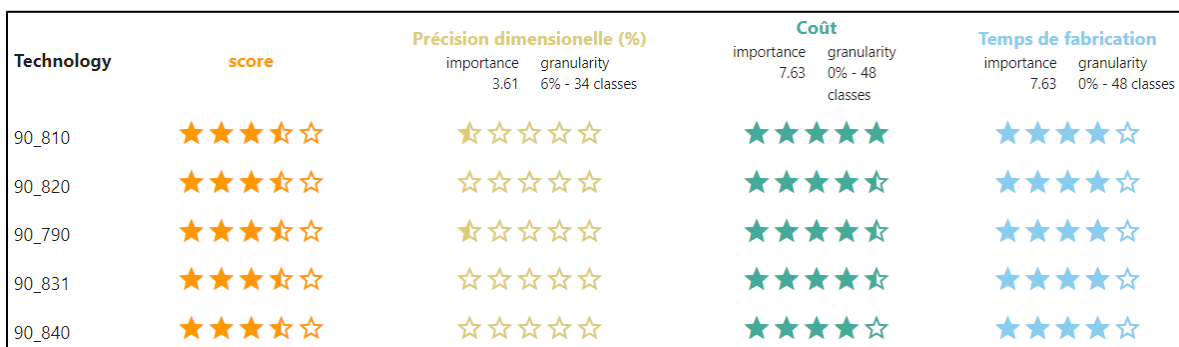 Technology score Précision dimensionelle (%) Coût Temps de fabrication
importance granularity importance granularity importance granularity
3.61 6% - 34 classes 7.63 0% - 48 classes 7.63 0% - 48 classes
90_810
90_820
90_790
90_831
90_840